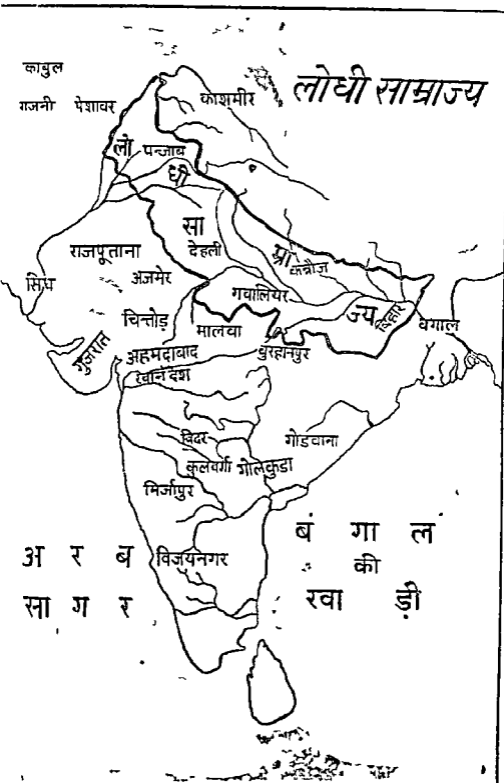 लोधी साम्राज्य
काबुल
गजनी पेशावर
काशमीर
लो
पन्जाब
धी
सा
देहली
राजपूताना
म्रा
कन्नौज
सिंध
अजमेर
गवालियर
ज्य
बिहार
चित्तोड़
मालवा
बंगाल
गुजरात
अहमदाबाद
बुरहानपुर
खानदेश
बिदर
गोडवाना
कुलबर्गा गोलकुडा
मिर्जापुर
अ र ब
सा ग र
विजयनगर
बं गा ल
की
खा ड़ी